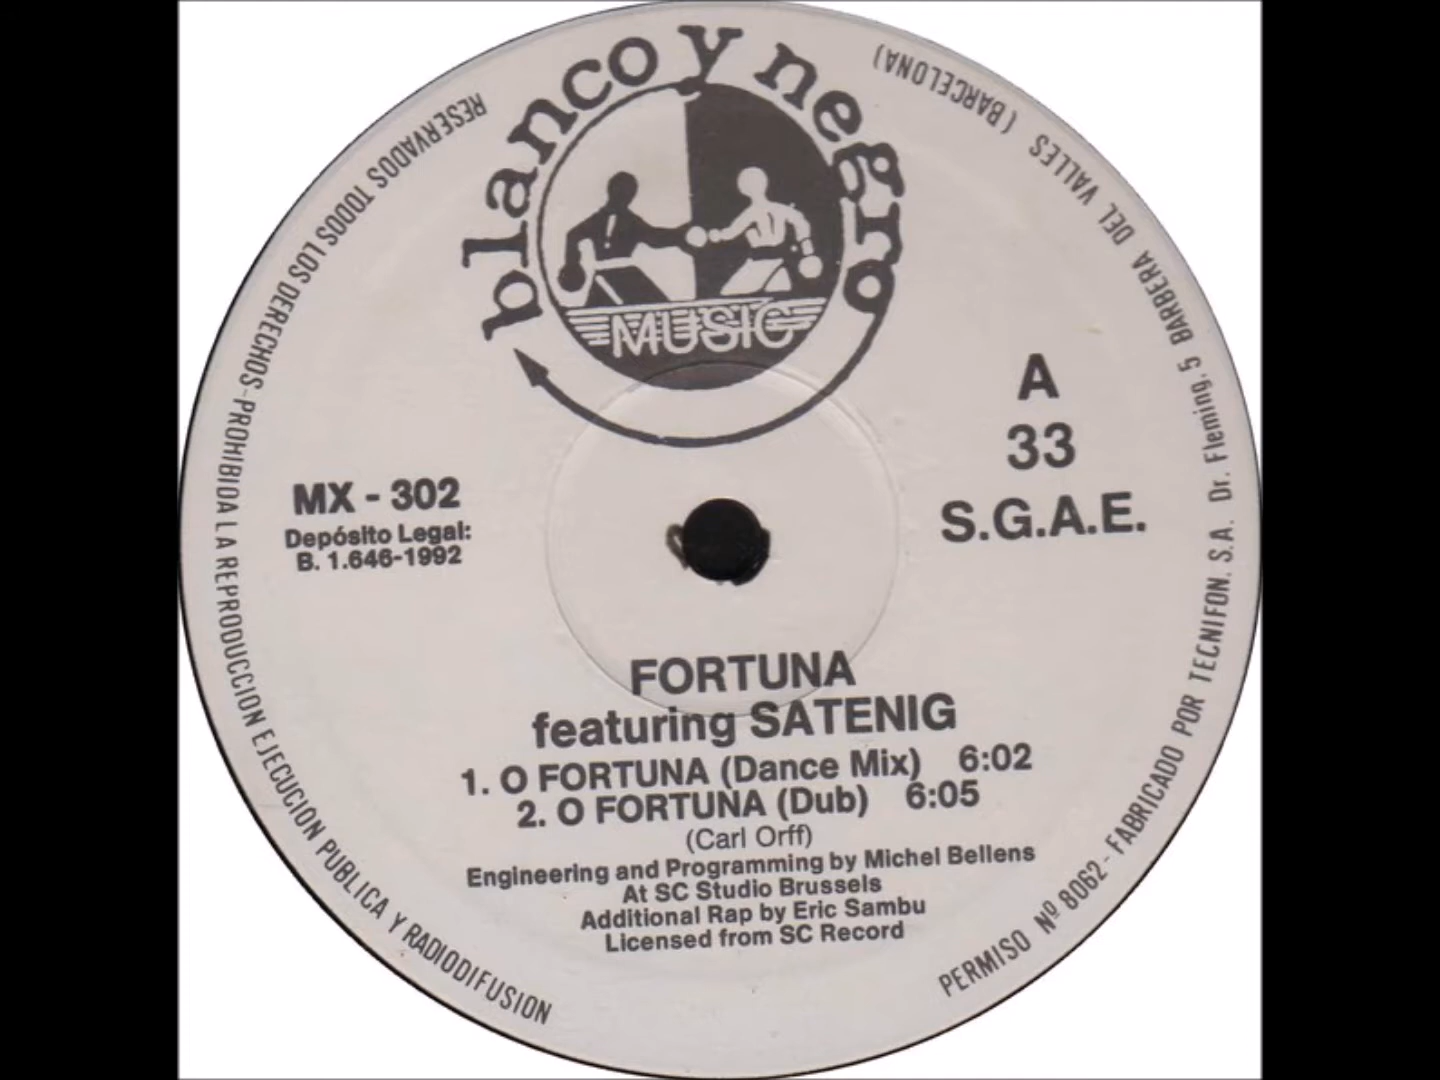 blanco y negro
MUSIC
A
33
S.G.A.E.
MX - 302
Depósito Legal:
B. 1.646-1992
FORTUNA
featuring SATENIG
1. O FORTUNA (Dance Mix) 6:02
2. O FORTUNA (Dub) 6:05
(Carl Orff)
Engineering and Programming by Michel Bellens
At SC Studio Brussels
Additional Rap by Eric Sambu
Licensed from SC Record
RESERVADOS TODOS LOS DERECHOS-PROHIBIDA LA REPRODUCCION EJECUCION PUBLICA Y RADIODIFUSION
PERMISO Nº 8062- FABRICADO POR TECNIFON, S.A. Dr. Fleming, 5 BARBERA DEL VALLES (BARCELONA)